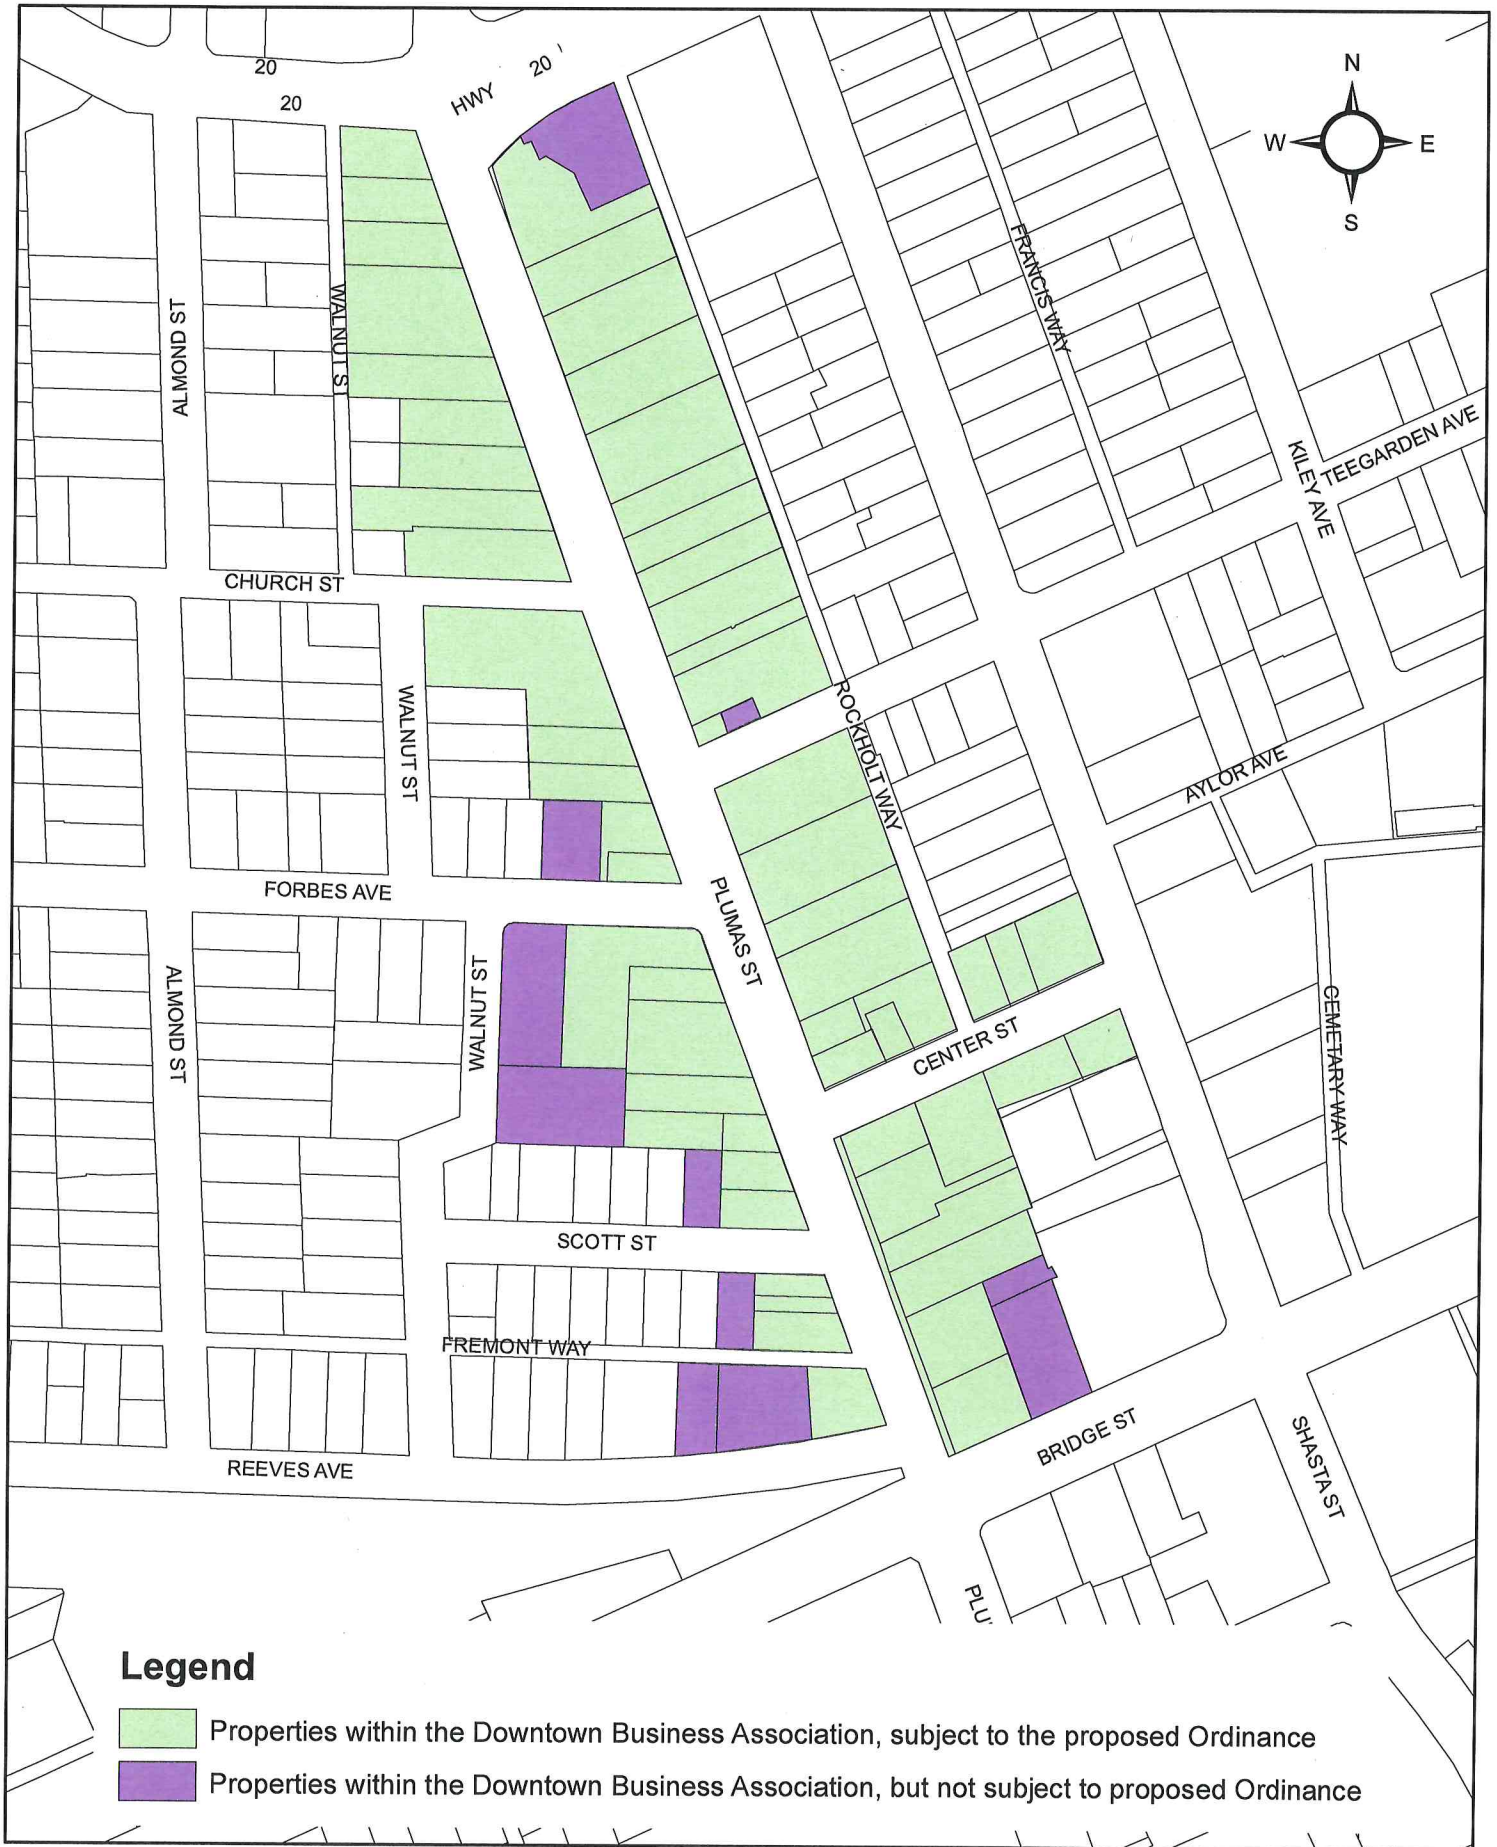 20
20
HWY 20
N
W E
S
ALMOND ST
WALNUT ST
FRANCIS WAY
KILEY AVE
TEEGARDEN AVE
CHURCH ST
WALNUT ST
ROCKHOLT WAY
AYLOR AVE
FORBES AVE
PLUMAS ST
ALMOND ST
WALNUT ST
CENTER ST
CEMETARY WAY
SCOTT ST
FREMONT WAY
REEVES AVE
BRIDGE ST
SHASTA ST
PLU
Legend
Properties within the Downtown Business Association, subject to the proposed Ordinance
Properties within the Downtown Business Association, but not subject to proposed Ordinance